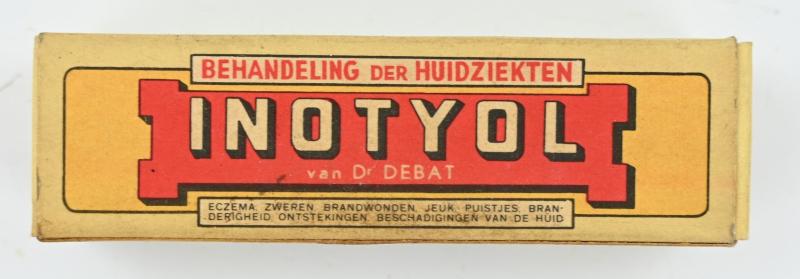 BEHANDELING DER HUIDZIEKTEN
INOTYOL
van Dr DEBAT
ECZEMA, ZWEREN, BRANDWONDEN, JEUK, PUISTJES, BRAN-
DERIGHEID, ONTSTEKINGEN, BESCHADIGINGEN VAN DE HUID